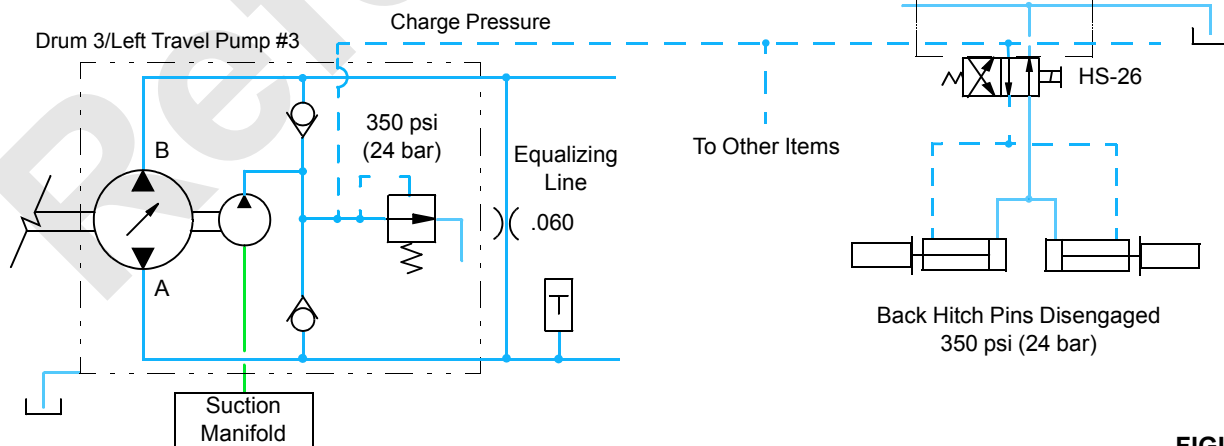 Charge Pressure
Drum 3/Left Travel Pump #3
HS-26
350 psi
(24 bar)
To Other Items
B
Equalizing
Line
.060
A
T
Back Hitch Pins Disengaged
350 psi (24 bar)
Suction
Manifold
FIGU